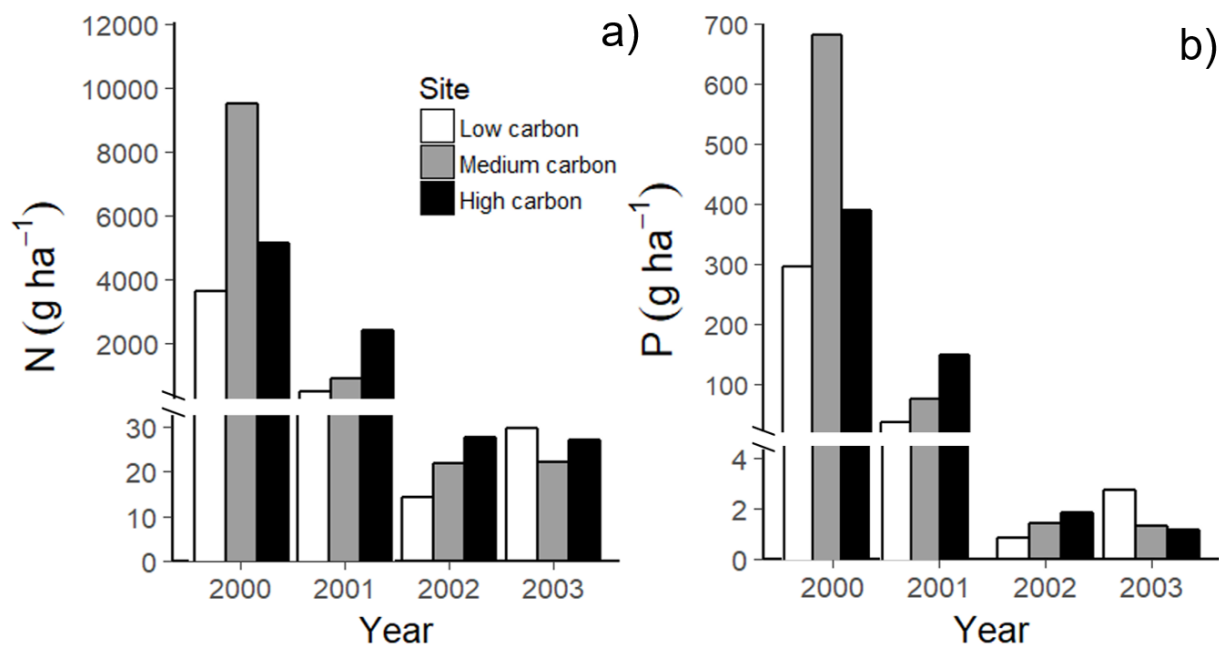 a)
N (g ha⁻¹)
12000
10000
8000
6000
4000
2000
30
20
10
0
Site
Low carbon
Medium carbon
High carbon
2000 2001 2002 2003
Year
b)
P (g ha⁻¹)
700
600
500
400
300
200
100
4
2
0
2000 2001 2002 2003
Year